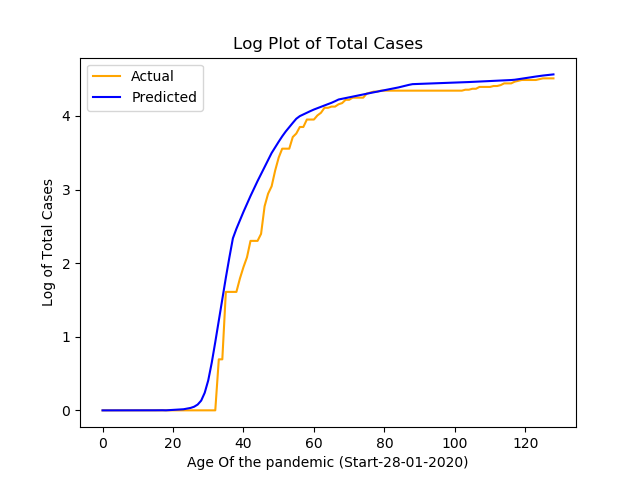 Log Plot of Total Cases
Actual
Predicted
Log of Total Cases
4
3
2
1
0
0 20 40 60 80 100 120
Age Of the pandemic (Start-28-01-2020)